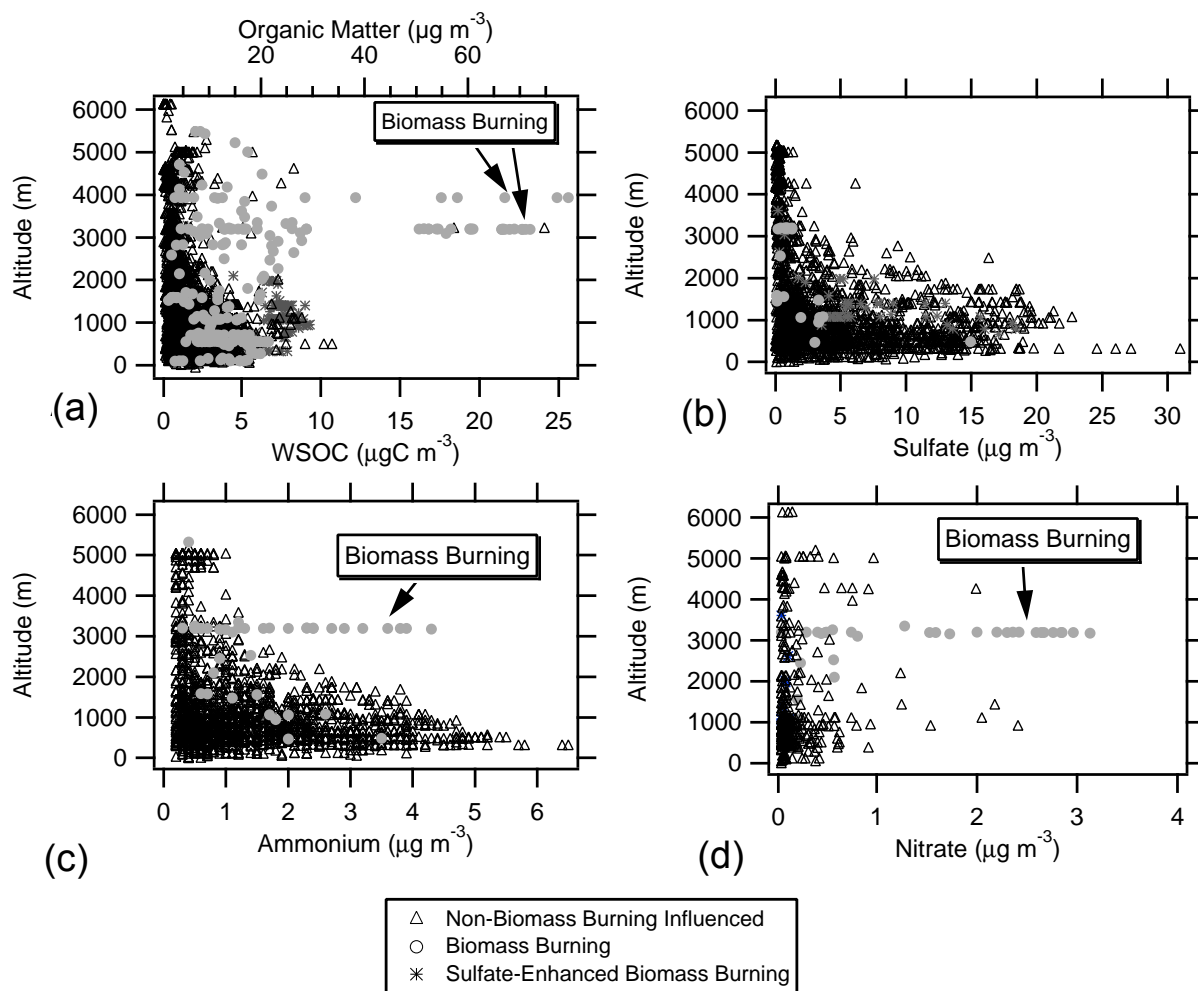 Organic Matter (µg m⁻³)
20 40 60
6000
5000
4000
3000
2000
1000
0
Altitude (m)
Biomass Burning
0 5 10 15 20 25
WSOC (µgC m⁻³)
(a)
6000
5000
4000
3000
2000
1000
0
Altitude (m)
0 5 10 15 20 25 30
Sulfate (µg m⁻³)
(b)
6000
5000
4000
3000
2000
1000
0
Altitude (m)
Biomass Burning
0 1 2 3 4 5 6
Ammonium (µg m⁻³)
(c)
6000
5000
4000
3000
2000
1000
0
Altitude (m)
Biomass Burning
0 1 2 3 4
Nitrate (µg m⁻³)
(d)
Non-Biomass Burning Influenced
Biomass Burning
Sulfate-Enhanced Biomass Burning